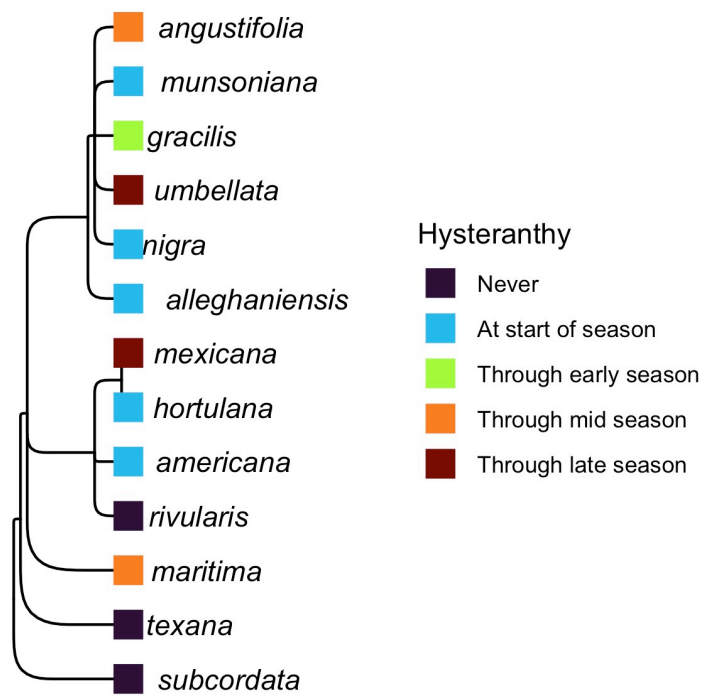 angustifolia
munsoniana
gracilis
umbellata
nigra
alleghaniensis
mexicana
hortulana
americana
rivularis
maritima
texana
subcordata
Hysteranthy
Never
At start of season
Through early season
Through mid season
Through late season